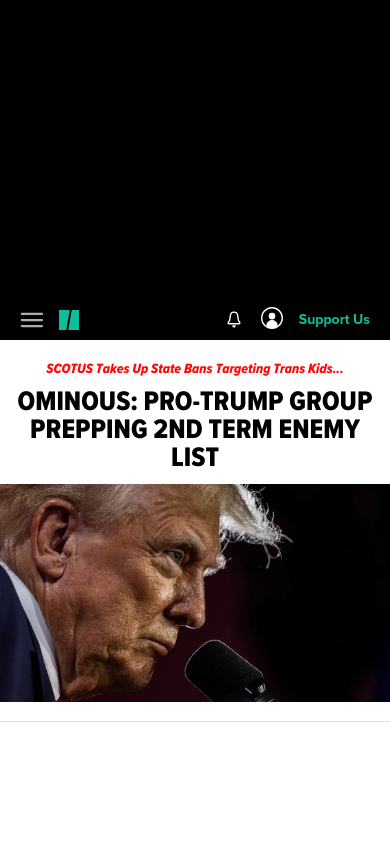 Support Us
SCOTUS Takes Up State Bans Targeting Trans Kids...
OMINOUS: PRO-TRUMP GROUP
PREPPING 2ND TERM ENEMY
LIST